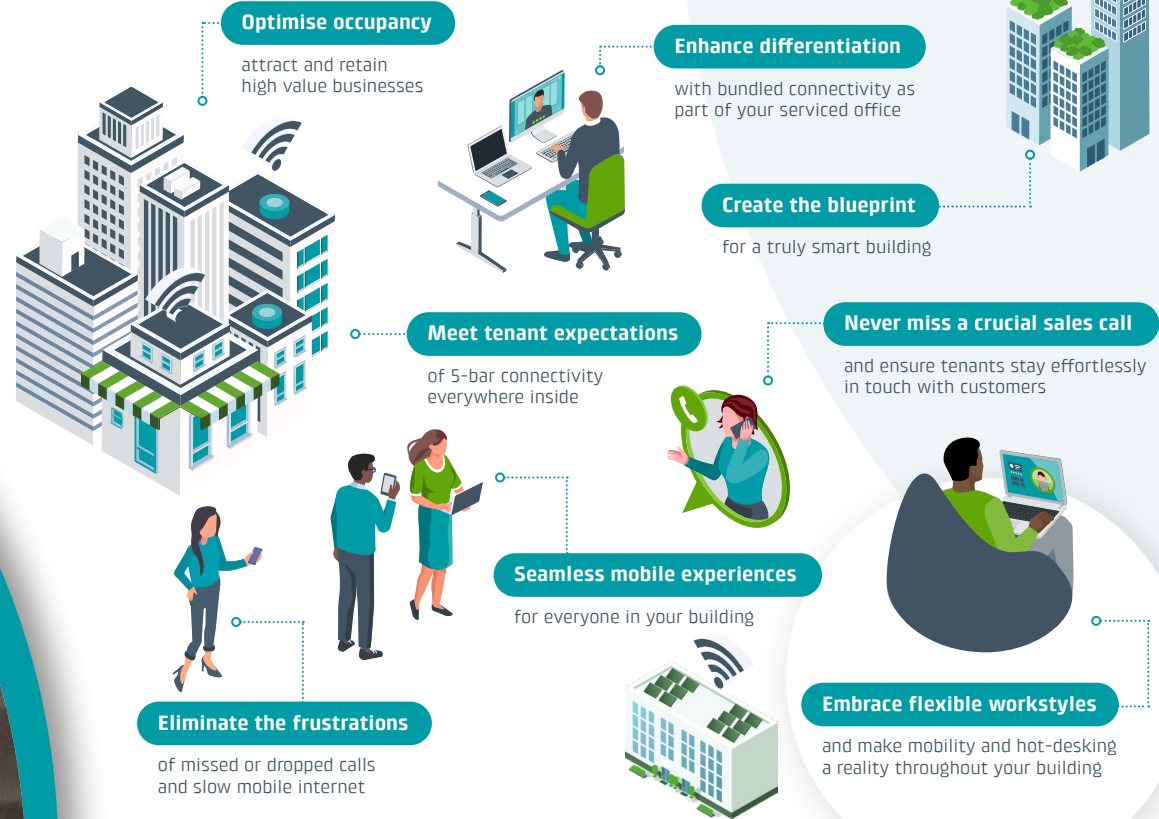 Optimise occupancy
attract and retain
high value businesses
Enhance differentiation
with bundled connectivity as
part of your serviced office
Create the blueprint
for a truly smart building
Meet tenant expectations
of 5-bar connectivity
everywhere inside
Never miss a crucial sales call
and ensure tenants stay effortlessly
in touch with customers
Seamless mobile experiences
for everyone in your building
Eliminate the frustrations
of missed or dropped calls
and slow mobile internet
Embrace flexible workstyles
and make mobility and hot-desking
a reality throughout your building